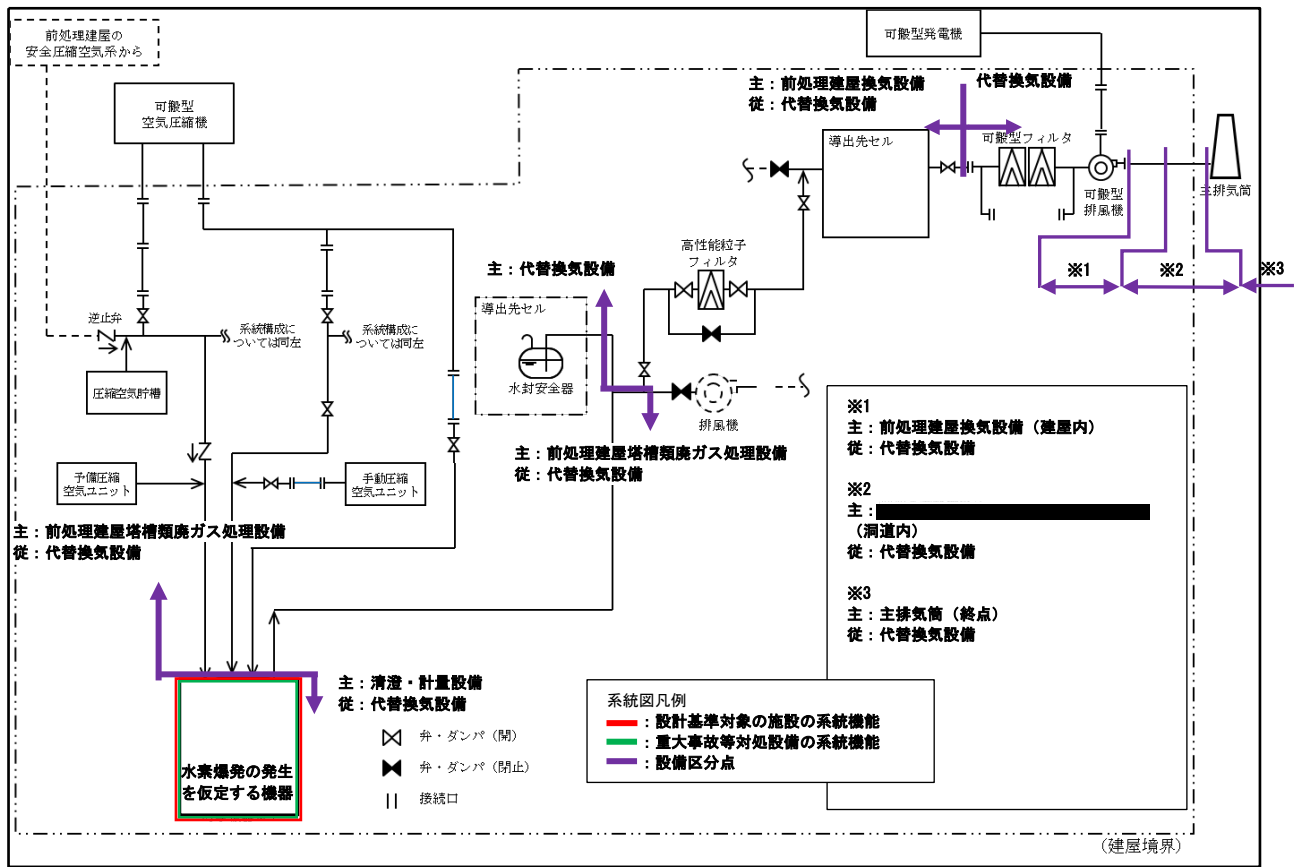 前処理建屋の
安全圧縮空気系から
可搬型
空気圧縮機
可搬型発電機
主：前処理建屋換気設備
従：代替換気設備
代替換気設備
導出先セル
可搬型フィルタ
可搬型
排風機
主排気筒
※1
※2
※3
高性能粒子
フィルタ
主：代替換気設備
導出先セル
水封安全器
排風機
主：前処理建屋塔槽類廃ガス処理設備
従：代替換気設備
逆止弁
系統構成に
ついては同左
系統構成に
ついては同左
圧縮空気貯槽
予備圧縮
空気ユニット
手動圧縮
空気ユニット
主：前処理建屋塔槽類廃ガス処理設備
従：代替換気設備
主：清澄・計量設備
従：代替換気設備
水素爆発の発生
を仮定する機器
弁・ダンパ（開）
弁・ダンパ（閉止）
接続口
系統図凡例
：設計基準対象の施設の系統機能
：重大事故等対処設備の系統機能
：設備区分点
※1
主：前処理建屋換気設備（建屋内）
従：代替換気設備
※2
主：
（洞道内）
従：代替換気設備
※3
主：主排気筒（終点）
従：代替換気設備
（建屋境界）